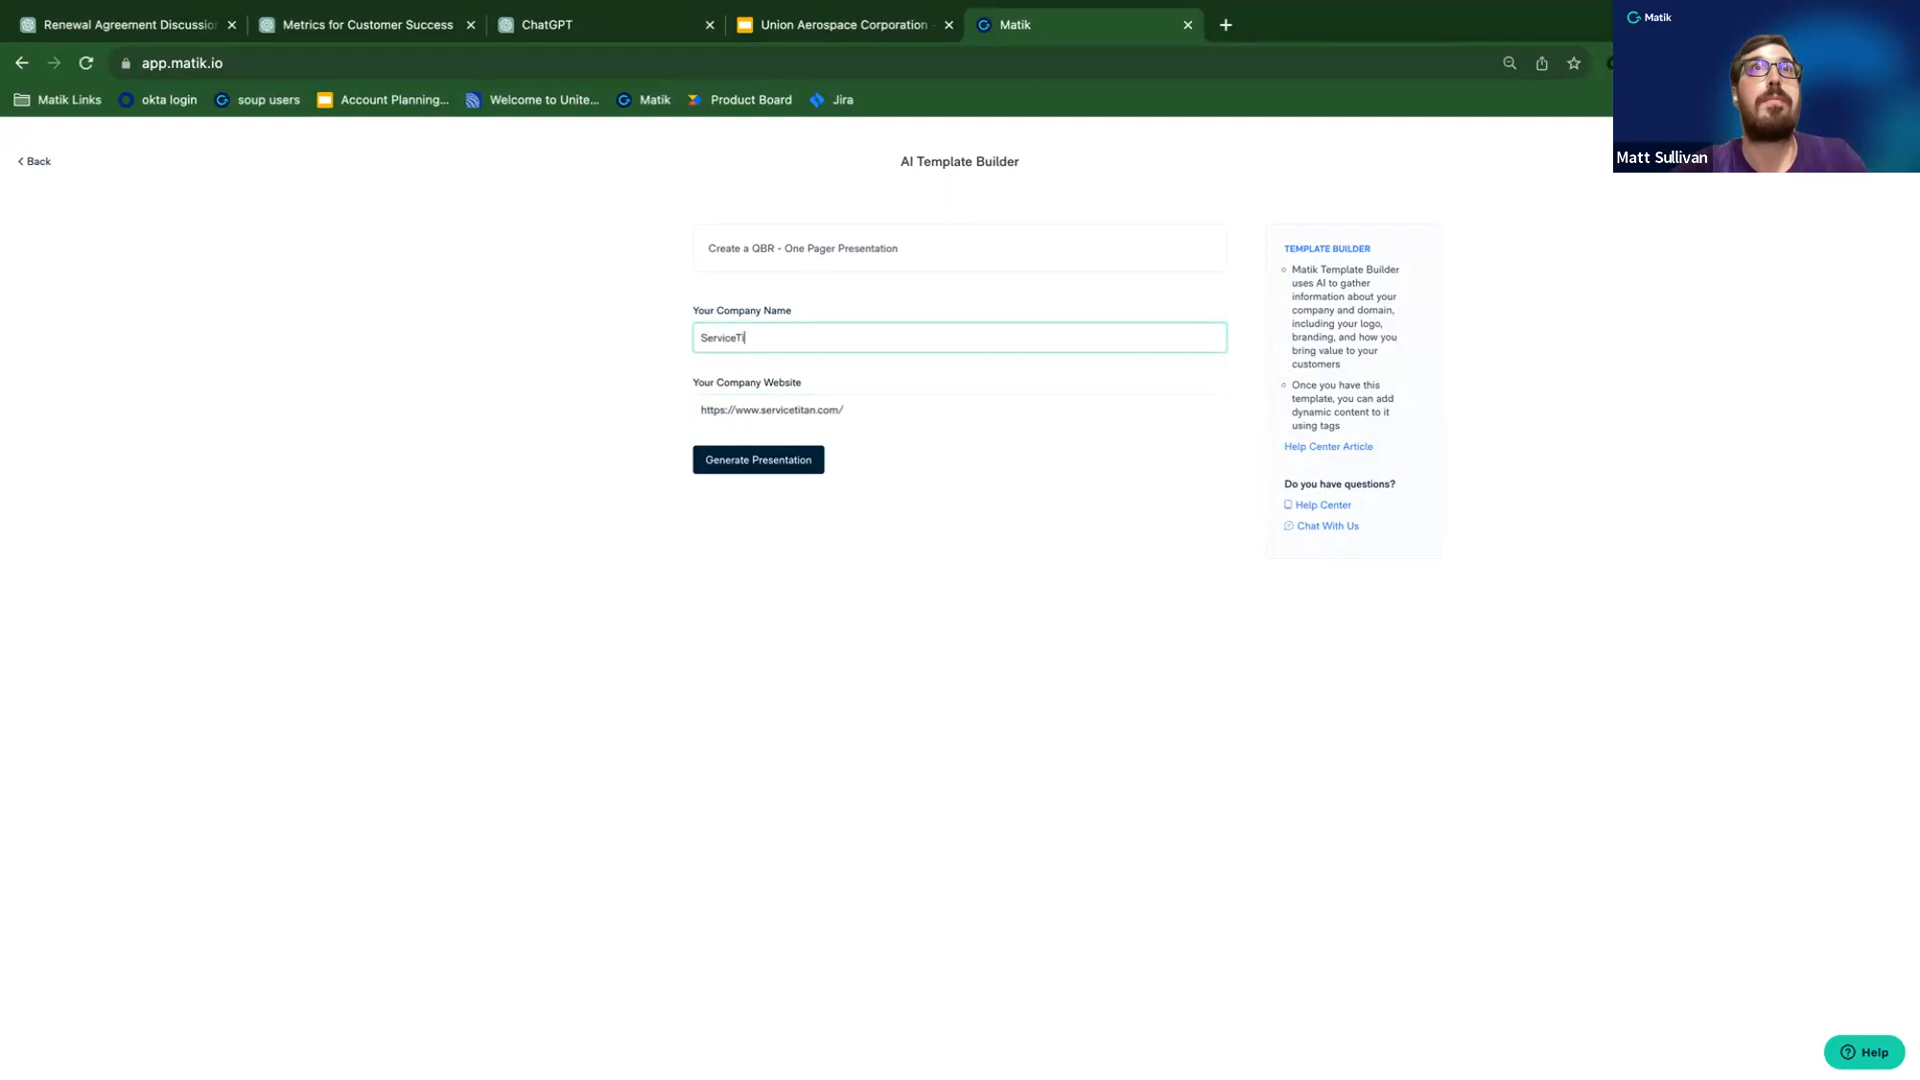 Renewal Agreement Discussion
Metrics for Customer Success
ChatGPT
Union Aerospace Corporation -
Matik
app.matik.io
Matik Links
okta login
soup users
Account Planning...
Welcome to Unite...
Matik
Product Board
Jira
Matik
Matt Sullivan
Back
AI Template Builder
Create a QBR - One Pager Presentation
Your Company Name
ServiceTi
Your Company Website
https://www.servicetitan.com/
Generate Presentation
TEMPLATE BUILDER
Matik Template Builder
uses AI to gather
information about your
company and domain,
including your logo,
branding, and how you
bring value to your
customers
Once you have this
template, you can add
dynamic content to it
using tags
Help Center Article
Do you have questions?
Help Center
Chat With Us
Help